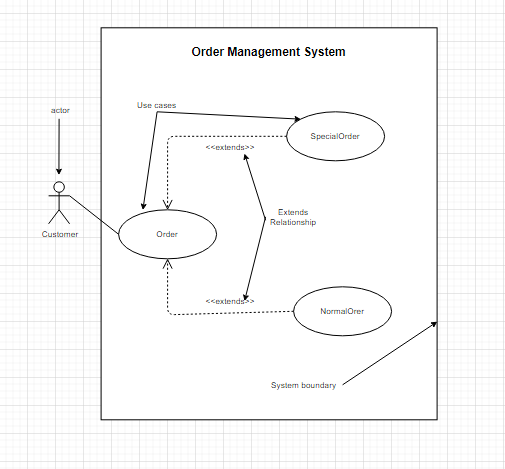 Order Management System
Use cases
actor
SpecialOrder
<<extends>>
Extends
Relationship
Customer
Order
<<extends>>
NormalOrer
System boundary